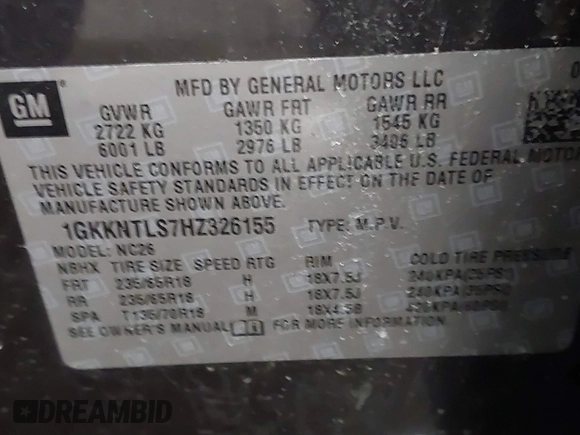 MFD BY GENERAL MOTORS LLC
GM
GVWR GAWR FRT GAWR RR
2722 KG 1350 KG 1545 KG
6001 LB 2976 LB 3406 LB
THIS VEHICLE CONFORMS TO ALL APPLICABLE U.S. FEDERAL MOTOR
VEHICLE SAFETY STANDARDS IN EFFECT ON THE DATE OF
MANUFACTURE SHOWN ABOVE.
1GKKNTLS7HZ326155 TYPE: M.P.V.
MODEL: NC26
NBHX TIRE SIZE SPEED RTG RIM COLD TIRE PRESSURE
FRT 235/65R18 H 18X7.5J 240KPA(35PSI)
RR 235/65R18 H 18X7.5J 240KPA(35PSI)
SPA T135/70R18 M 18X4.5B 420KPA(60PSI)
SEE OWNER'S MANUAL FOR MORE INFORMATION.
DREAMBID